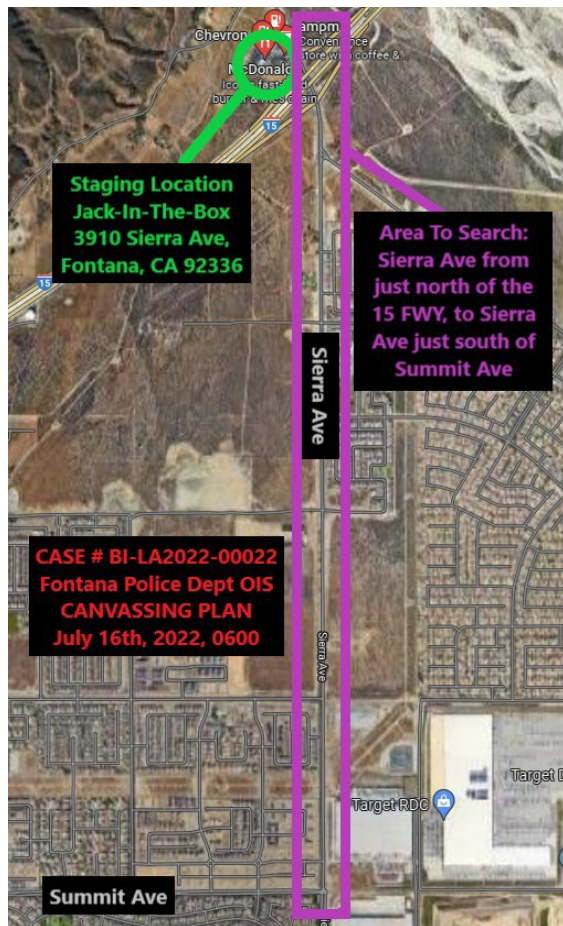 Chevron
ampm
Convenience
store with coffee &...
McDonald
Iconic fast-food
burger & fries chain
15
Staging Location
Jack-In-The-Box
3910 Sierra Ave,
Fontana, CA 92336
Area To Search:
Sierra Ave from
just north of the
15 FWY, to Sierra
Ave just south of
Summit Ave
15
Sierra Ave
CASE # BI-LA2022-00022
Fontana Police Dept OIS
CANVASSING PLAN
July 16th, 2022, 0600
Sierra Ave
Target RDC
Target D
Summit Ave